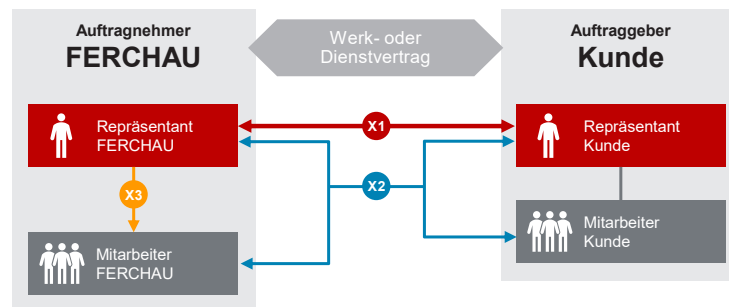 Auftragnehmer
FERCHAU
Werk- oder
Dienstvertrag
Auftraggeber
Kunde
Repräsentant
FERCHAU
X1
Repräsentant
Kunde
X2
X3
Mitarbeiter
FERCHAU
Mitarbeiter
Kunde